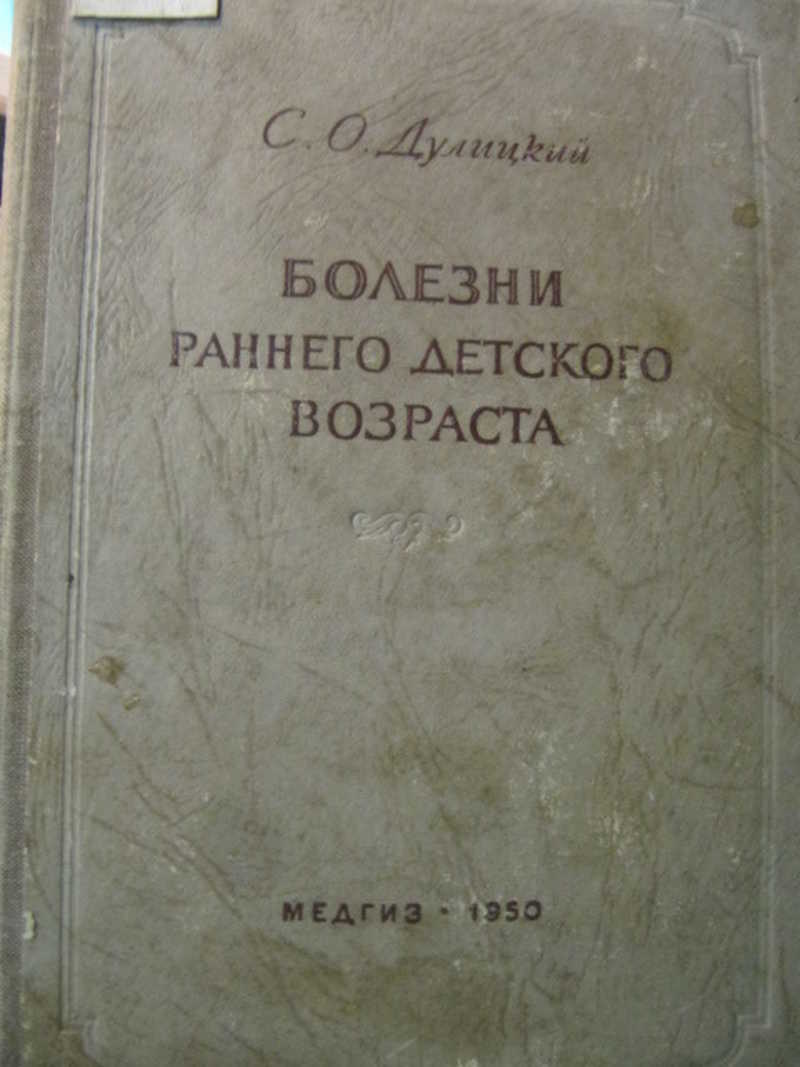 С. О. Дулицкий
БОЛЕЗНИ
РАННЕГО ДЕТСКОГО
ВОЗРАСТА
МЕДГИЗ • 1950